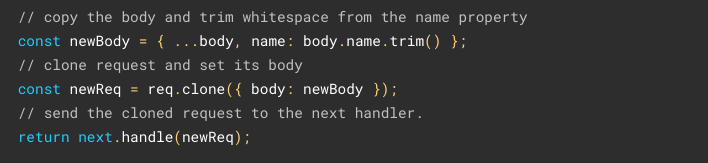 // copy the body and trim whitespace from the name property
const newBody = { ...body, name: body.name.trim() };
// clone request and set its body
const newReq = req.clone({ body: newBody });
// send the cloned request to the next handler.
return next.handle(newReq);